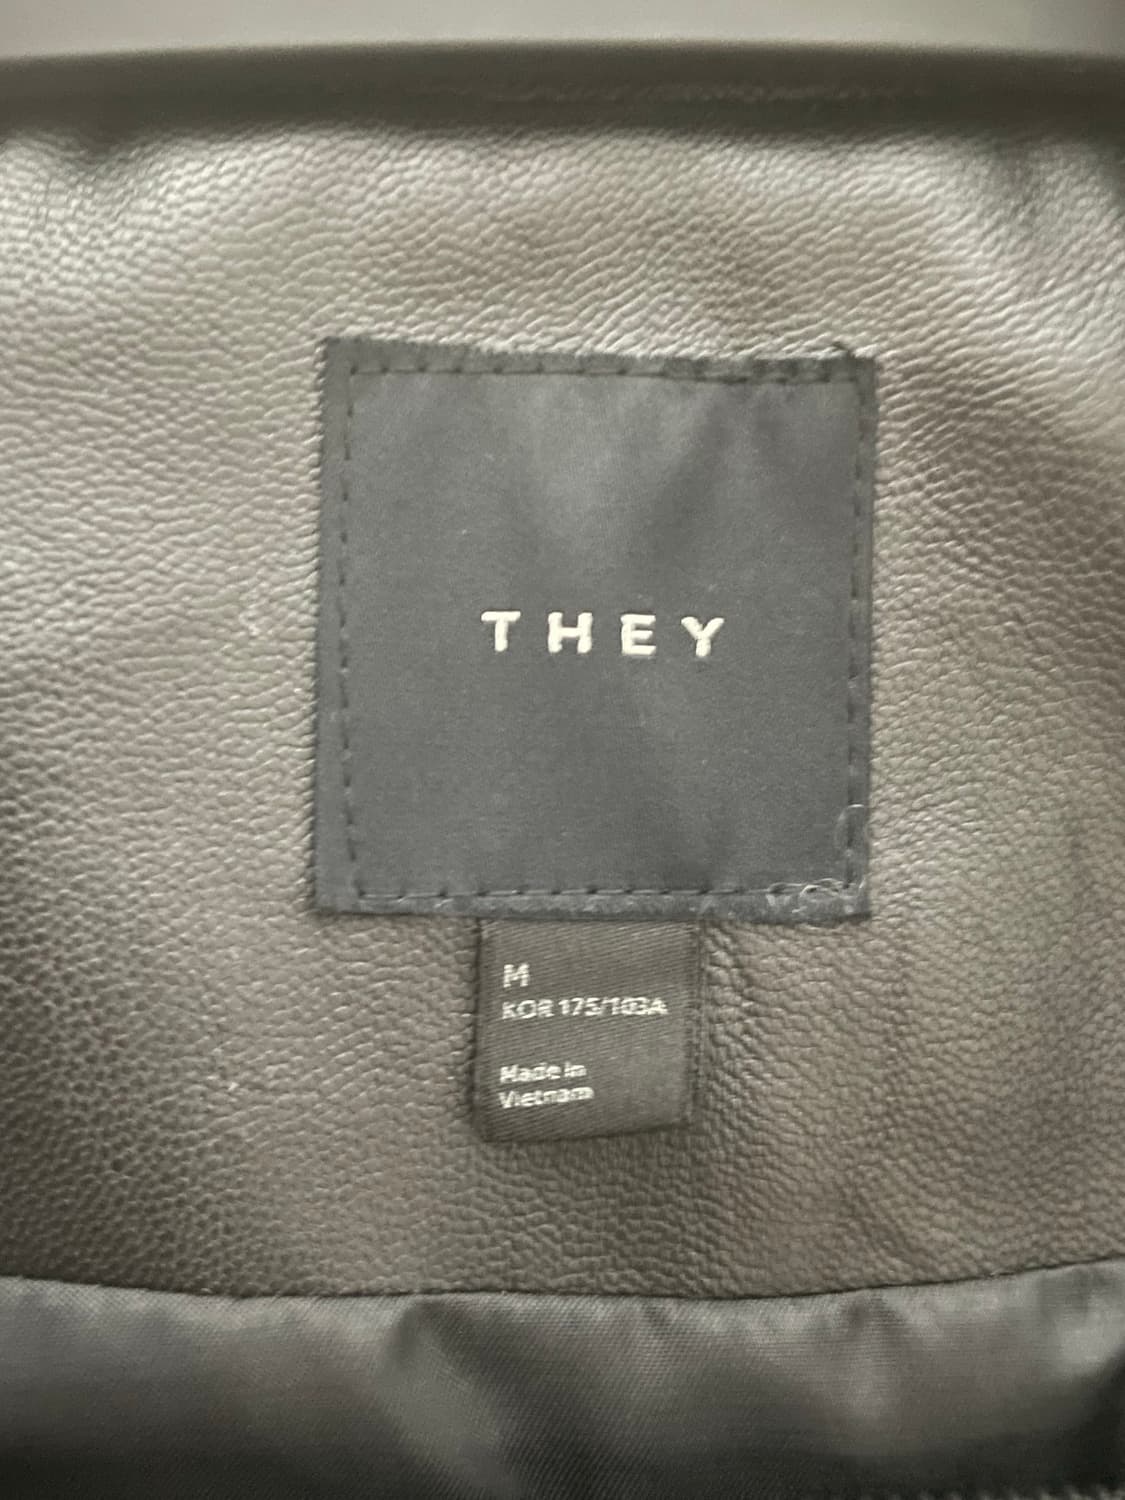 THEY
M
KOR 175/103A
Made in
Vietnam